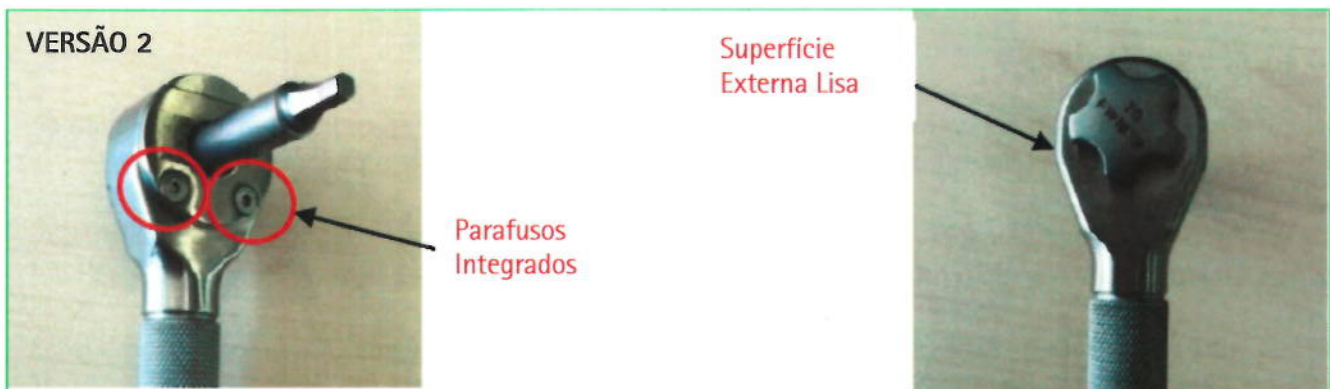 VERSÃO 2
Superfície
Externa Lisa
Parafusos
Integrados